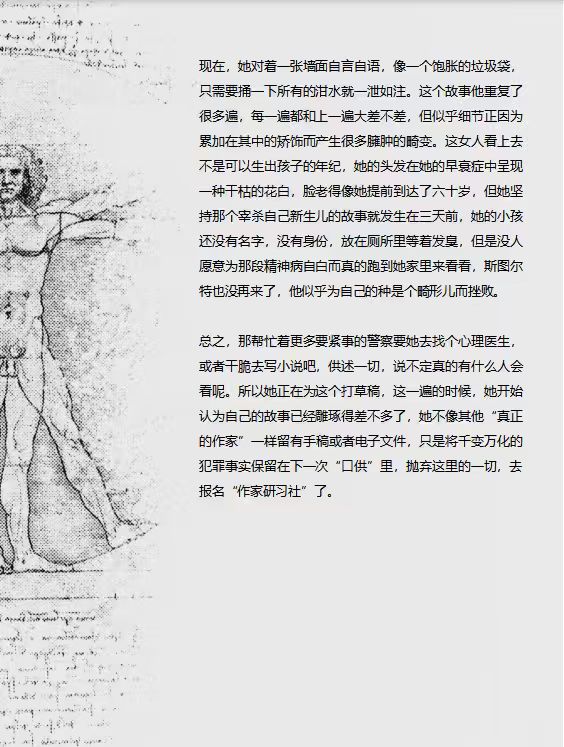 现在，她对着一张墙面自言自语，像一个饱胀的垃圾袋，
只需要捅一下所有的泔水就一泄如注。这个故事他重复了
很多遍，每一遍都和上一遍大差不差，但似乎细节正因为
累加在其中的矫饰而产生很多臃肿的畸变。这女人看上去
不是可以生出孩子的年纪，她的头发在她的早衰症中呈现
一种干枯的花白，脸老得像她提前到达了六十岁，但她坚
持那个宰杀自己新生儿的故事就发生在三天前，她的小孩
还没有名字，没有身份，放在厕所里等着发臭，但是没人
愿意为那段精神病自白而真的跑到她家里来看看，斯图尔
特也没再来了，他似乎为自己的种是个畸形儿而挫败。
总之，那帮忙着更多要紧事的警察要她去找个心理医生，
或者干脆去写小说吧，供述一切，说不定真的有什么人会
看呢。所以她正在为这个打草稿，这一遍的时候，她开始
认为自己的故事已经雕琢得差不多了，她不像其他“真正
的作家”一样留有手稿或者电子文件，只是将千变万化的
犯罪事实保留在下一次“口供”里，抛弃这里的一切，去
报名“作家研习社”了。